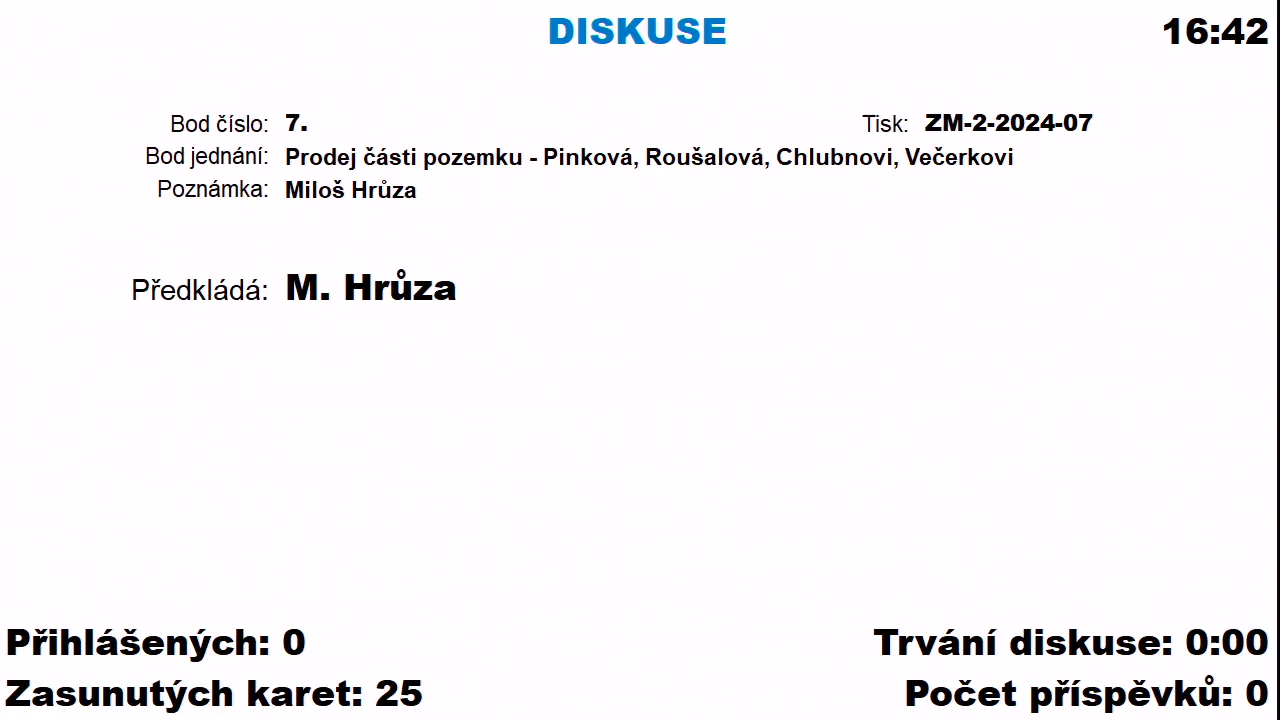 DISKUSE
16:42
Bod číslo: 7.
Tisk: ZM-2-2024-07
Bod jednání: Prodej části pozemku - Pinková, Roušalová, Chlubnovi, Večerkovi
Poznámka: Miloš Hrůza
Předkládá: M. Hrůza
Přihlášených: 0
Trvání diskuse: 0:00
Zasunutých karet: 25
Počet příspěvků: 0